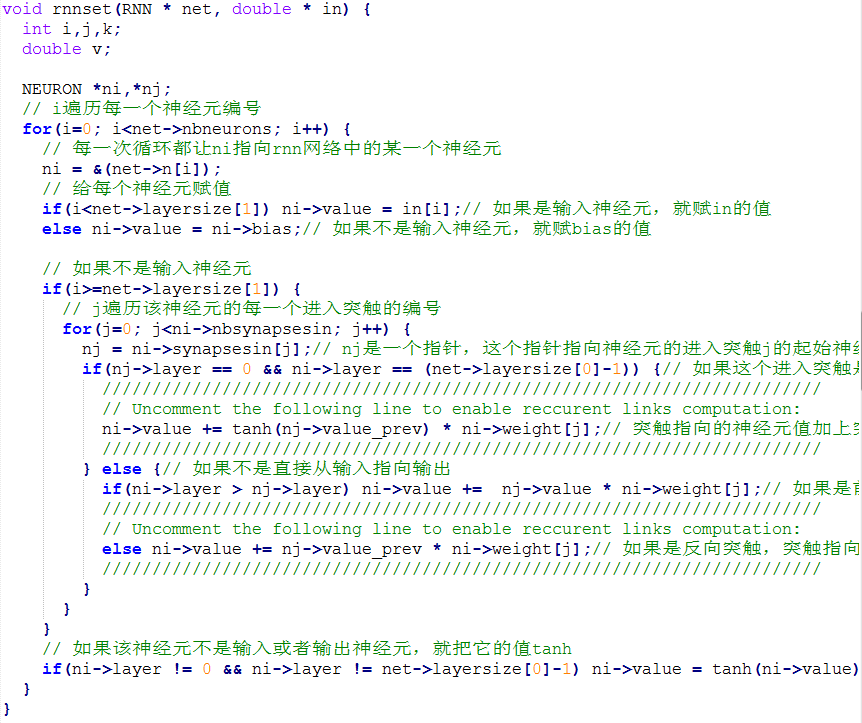 void rnnset(RNN * net, double * in) {
int i,j,k;
double v;
NEURON *ni,*nj;
// i遍历每一个神经元编号
for(i=0; i<net->nbneurons; i++) {
// 每一次循环都让ni指向rnn网络中的某一个神经元
ni = &(net->n[i]);
// 给每个神经元赋值
if(i<net->layersize[1]) ni->value = in[i];// 如果是输入神经元，就赋in的值
else ni->value = ni->bias;// 如果不是输入神经元，就赋bias的值
// 如果不是输入神经元
if(i>=net->layersize[1]) {
// j遍历该神经元的每一个进入突触的编号
for(j=0; j<ni->nbsynapsesin; j++) {
nj = ni->synapsesin[j];// nj是一个指针，这个指针指向神经元的进入突触j的起始神
if(nj->layer == 0 && ni->layer == (net->layersize[0]-1)) {// 如果这个进入突触
////////////////////////////////////////////////////////////////////////
// Uncomment the following line to enable reccurent links computation:
ni->value += tanh(nj->value_prev) * ni->weight[j];// 突触指向的神经元值加上
////////////////////////////////////////////////////////////////////////
} else {// 如果不是直接从输入指向输出
if(ni->layer > nj->layer) ni->value +=  nj->value * ni->weight[j];// 如果是
////////////////////////////////////////////////////////////////////////
// Uncomment the following line to enable reccurent links computation:
else ni->value += nj->value_prev * ni->weight[j];// 如果是反向突触，突触指向
////////////////////////////////////////////////////////////////////////
}
}
}
// 如果该神经元不是输入或者输出神经元，就把它的值tanh
if(ni->layer != 0 && ni->layer != net->layersize[0]-1) ni->value = tanh(ni->value)
}
}